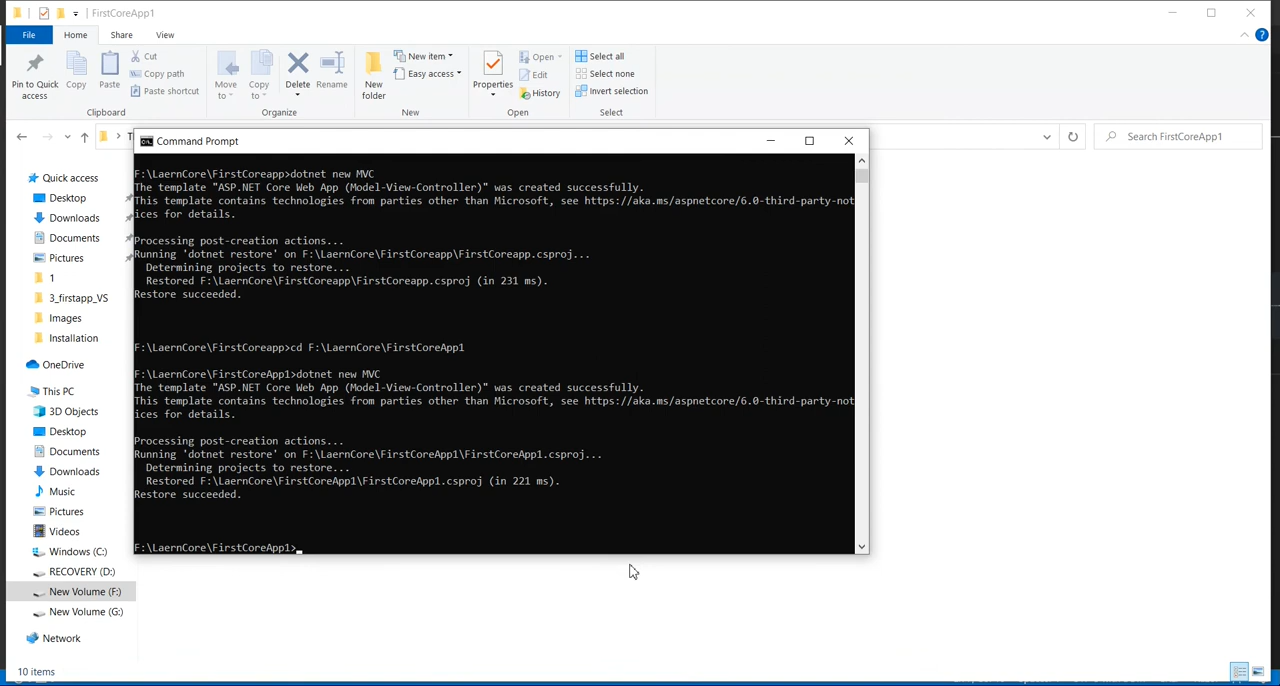 FirstCoreApp1
File
Home
Share
View
Pin to Quick access
Copy
Paste
Cut
Copy path
Paste shortcut
Clipboard
Move to
Copy to
Delete
Rename
Organize
New folder
New item
Easy access
New
Properties
Open
Edit
History
Open
Select all
Select none
Invert selection
Select
Search FirstCoreApp1
Quick access
Desktop
Downloads
Documents
Pictures
1
3_firstapp_VS
Images
Installation
OneDrive
This PC
3D Objects
Desktop
Documents
Downloads
Music
Pictures
Videos
Windows (C:)
RECOVERY (D:)
New Volume (F:)
New Volume (G:)
Network
10 items
Command Prompt
F:\LaernCore\FirstCoreapp>dotnet new MVC
The template "ASP.NET Core Web App (Model-View-Controller)" was created successfully.
This template contains technologies from parties other than Microsoft, see https://aka.ms/aspnetcore/6.0-third-party-not
ices for details.
Processing post-creation actions...
Running 'dotnet restore' on F:\LaernCore\FirstCoreapp\FirstCoreapp.csproj...
Determining projects to restore...
Restored F:\LaernCore\FirstCoreapp\FirstCoreapp.csproj (in 231 ms).
Restore succeeded.
F:\LaernCore\FirstCoreapp>cd F:\LaernCore\FirstCoreApp1
F:\LaernCore\FirstCoreApp1>dotnet new MVC
The template "ASP.NET Core Web App (Model-View-Controller)" was created successfully.
This template contains technologies from parties other than Microsoft, see https://aka.ms/aspnetcore/6.0-third-party-not
ices for details.
Processing post-creation actions...
Running 'dotnet restore' on F:\LaernCore\FirstCoreApp1\FirstCoreApp1.csproj...
Determining projects to restore...
Restored F:\LaernCore\FirstCoreApp1\FirstCoreApp1.csproj (in 221 ms).
Restore succeeded.
F:\LaernCore\FirstCoreApp1>